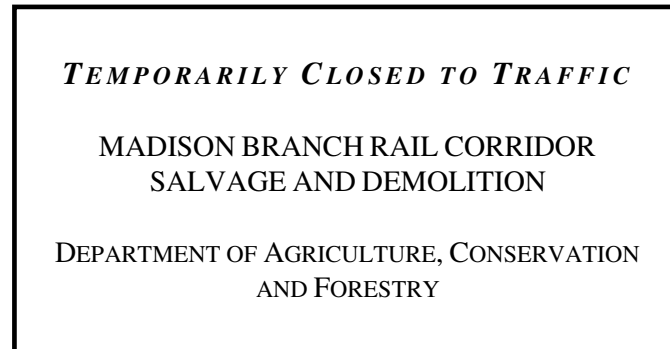 TEMPORARILY CLOSED TO TRAFFIC
MADISON BRANCH RAIL CORRIDOR
SALVAGE AND DEMOLITION
DEPARTMENT OF AGRICULTURE, CONSERVATION
AND FORESTRY